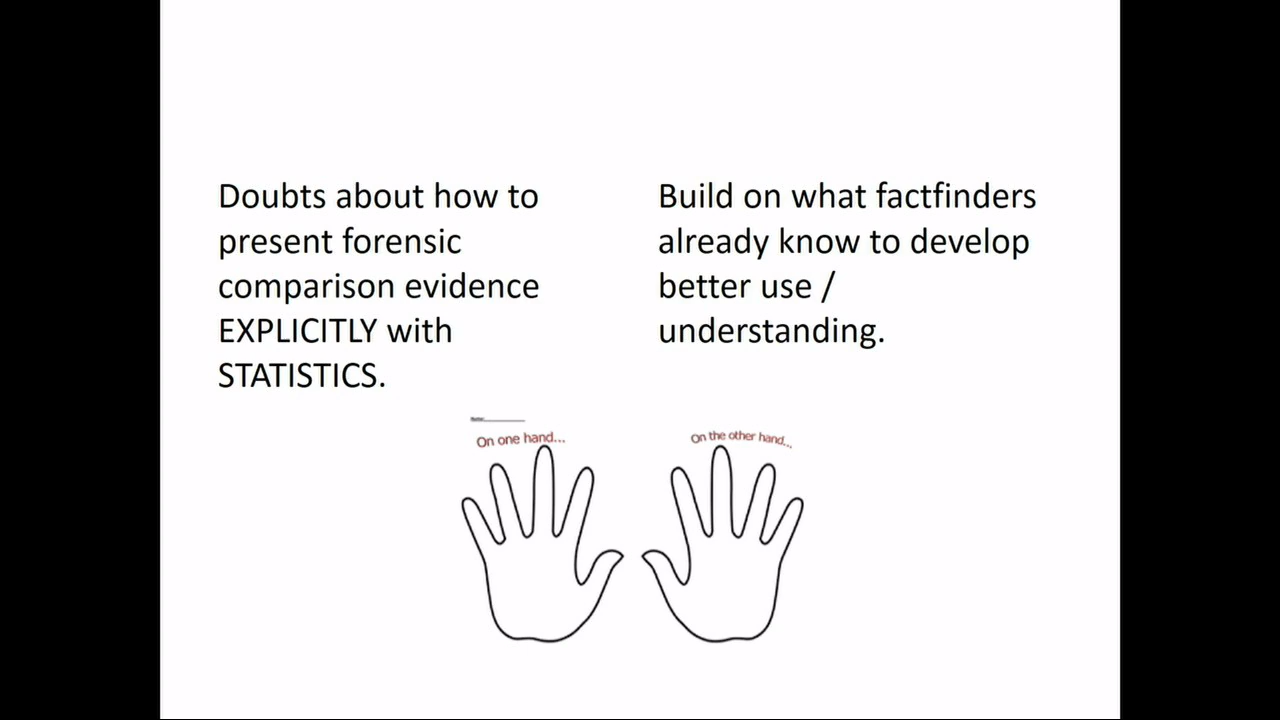 Doubts about how to
present forensic
comparison evidence
EXPLICITLY with
STATISTICS.
Build on what factfinders
already know to develop
better use /
understanding.
On one hand...
On the other hand...